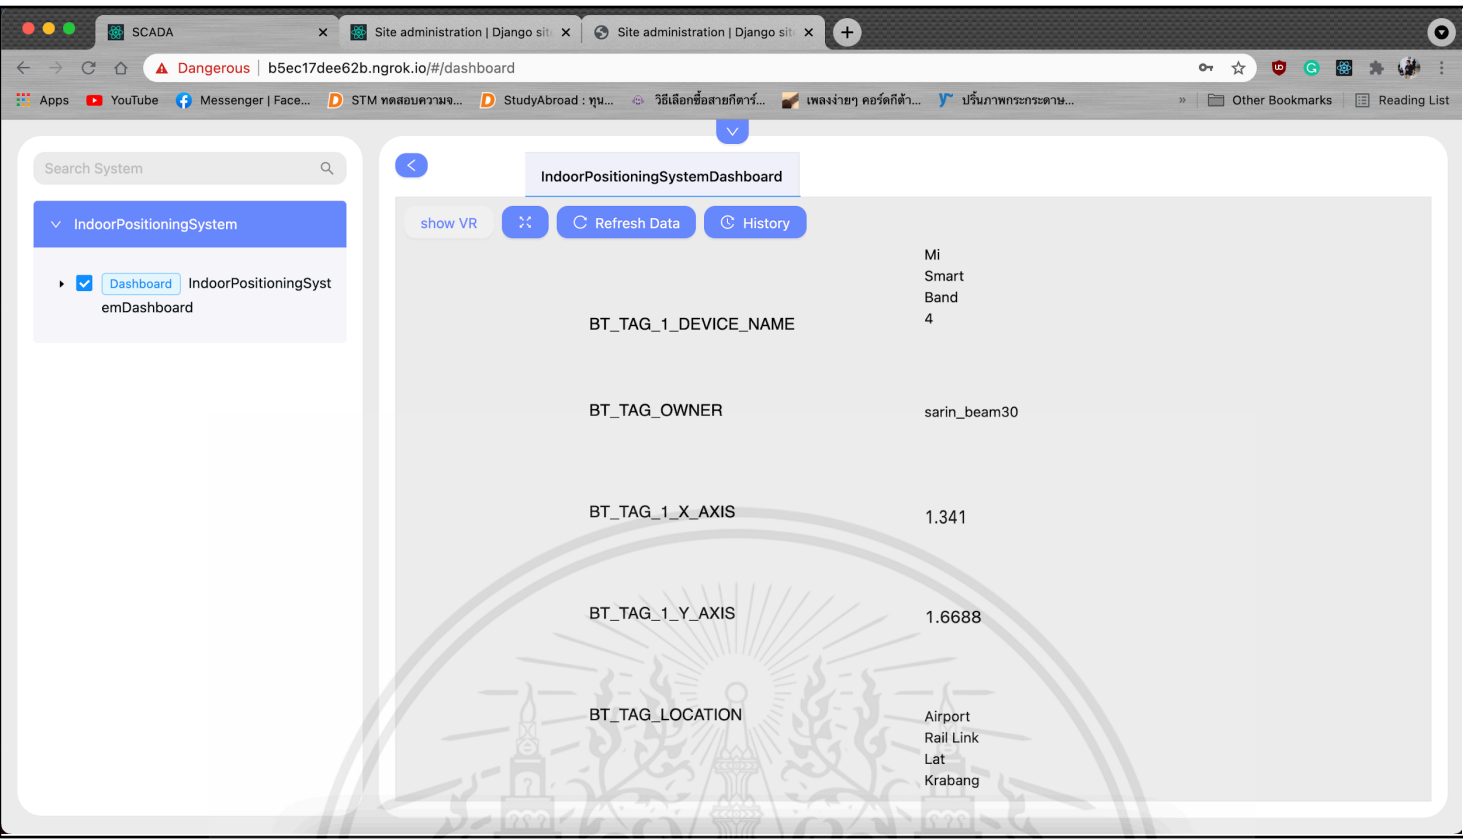 SCADA
Site administration | Django sit
Site administration | Django sit
Dangerous | b5ec17dee62b.ngrok.io/#/dashboard
Apps YouTube Messenger | Face... STM ทดสอบความจ... StudyAbroad : ทุน... วิธีเลือกซื้อสายกีตาร์... เพลงง่ายๆ คอร์ดกีต้า... ปริ้นภาพกระกระดาษ... » Other Bookmarks Reading List
Search System
IndoorPositioningSystem
Dashboard IndoorPositioningSyst
emDashboard
IndoorPositioningSystemDashboard
show VR Refresh Data History
BT_TAG_1_DEVICE_NAME
Mi
Smart
Band
4
BT_TAG_OWNER
sarin_beam30
BT_TAG_1_X_AXIS
1.341
BT_TAG_1_Y_AXIS
1.6688
BT_TAG_LOCATION
Airport
Rail Link
Lat
Krabang